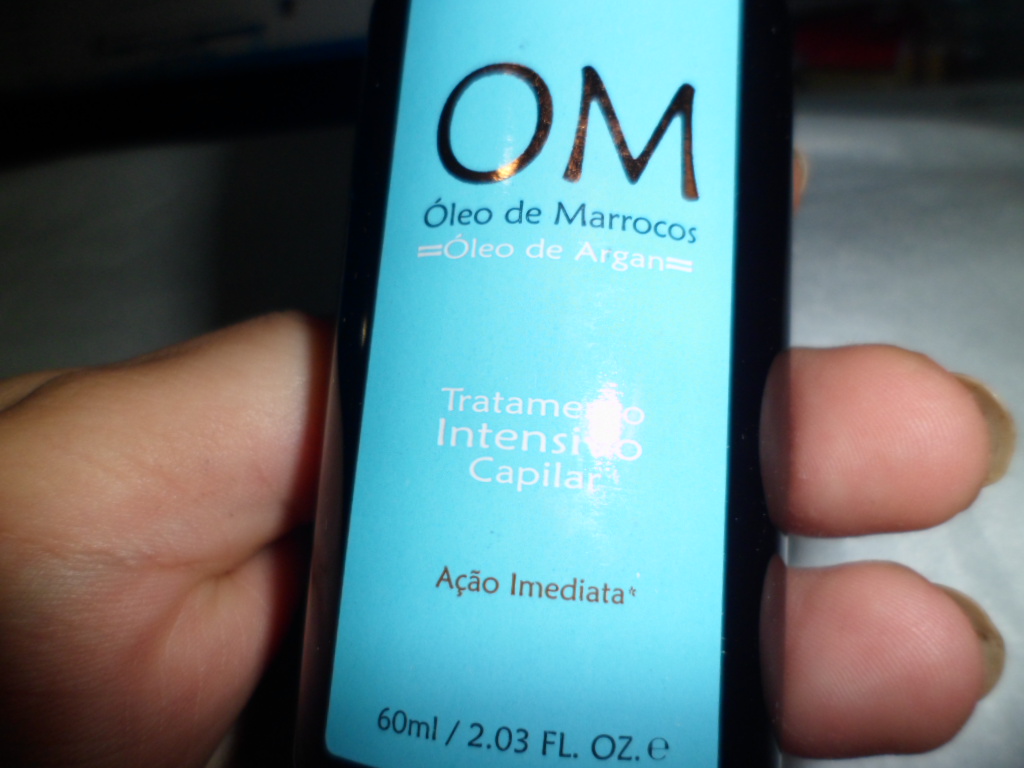 OM
Óleo de Marrocos
=Óleo de Argan=
Tratamento
Intensivo
Capilar
Ação Imediata*
60ml / 2.03 FL. OZ. ℮